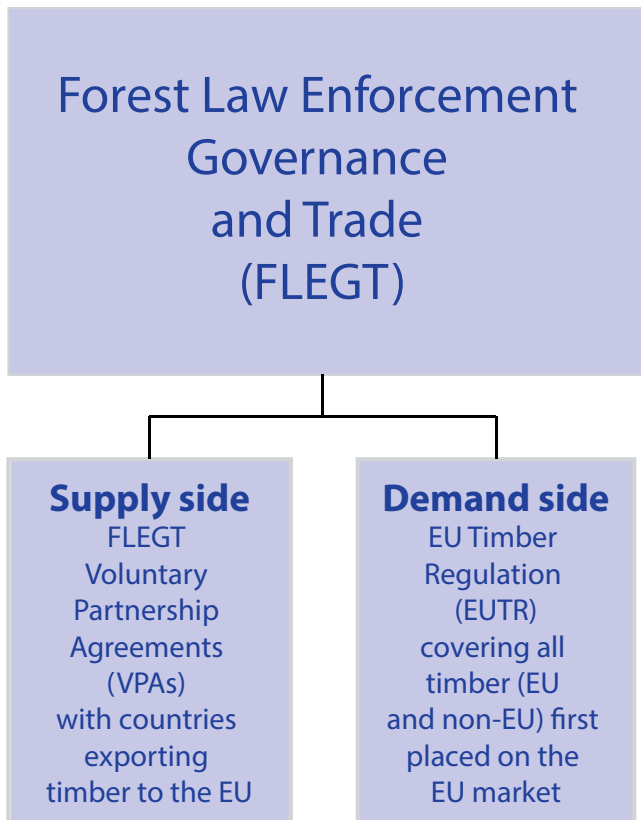 Forest Law Enforcement
Governance
and Trade
(FLEGT)
Supply side
FLEGT
Voluntary
Partnership
Agreements
(VPAs)
with countries
exporting
timber to the EU
Demand side
EU Timber
Regulation
(EUTR)
covering all
timber (EU
and non-EU) first
placed on the
EU market